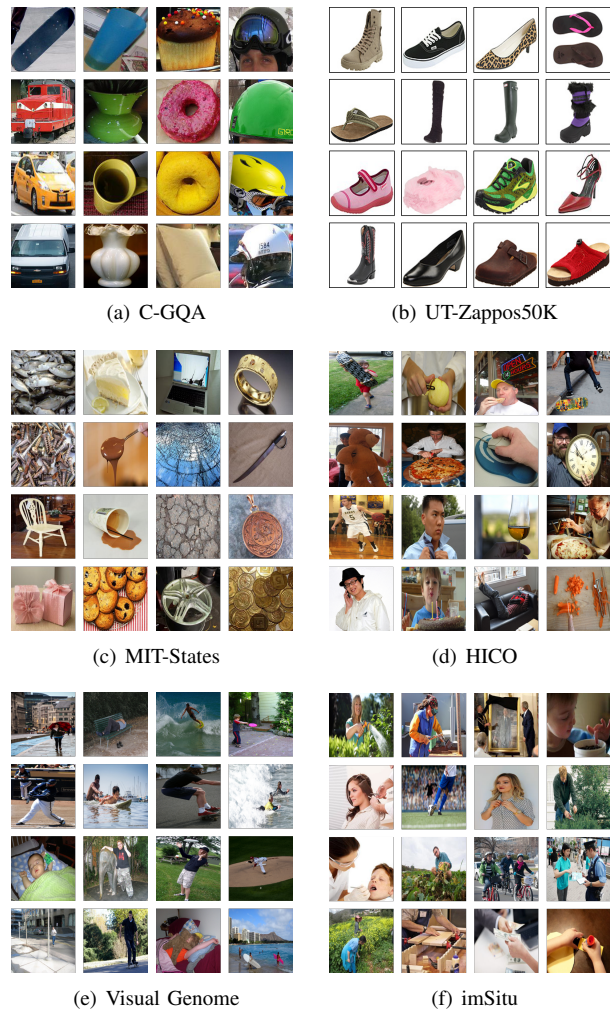 (a) C-GQA
(b) UT-Zappos50K
(c) MIT-States
(d) HICO
(e) Visual Genome
(f) imSitu